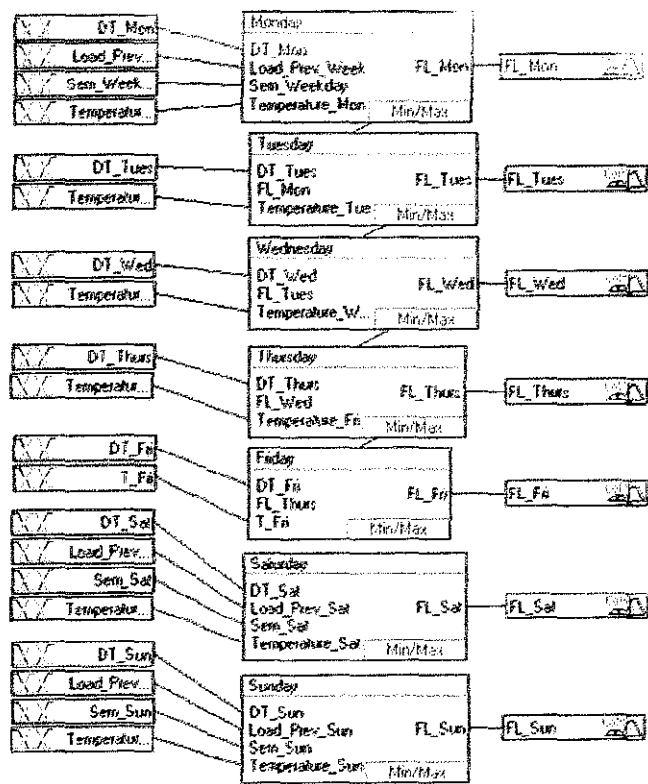 DT_Mon
Load_Prev...
Sem_Week...
Temperatur...
Monday
DT_Mon
Load_Prev_Week
Sem_Weekday
Temperature_Mon
FL_Mon
Min/Max
FL_Mon
DT_Tues
Temperatur...
Tuesday
DT_Tues
FL_Mon
Temperature_Tue
FL_Tues
Min/Max
FL_Tues
DT_Wed
Temperatur...
Wednesday
DT_Wed
FL_Tues
Temperature_W...
FL_Wed
Min/Max
FL_Wed
DT_Thurs
Temperatur...
Thursday
DT_Thurs
FL_Wed
Temperature_Fri
FL_Thurs
Min/Max
FL_Thurs
DT_Fri
T_Fri
Friday
DT_Fri
FL_Thurs
T_Fri
FL_Fri
Min/Max
FL_Fri
DT_Sat
Load_Prev...
Sem_Sat
Temperatur...
Saturday
DT_Sat
Load_Prev_Sat
Sem_Sat
Temperature_Sat
FL_Sat
Min/Max
FL_Sat
DT_Sun
Load_Prev...
Sem_Sun
Temperatur...
Sunday
DT_Sun
Load_Prev_Sun
Sem_Sun
Temperature_Sun
FL_Sun
Min/Max
FL_Sun